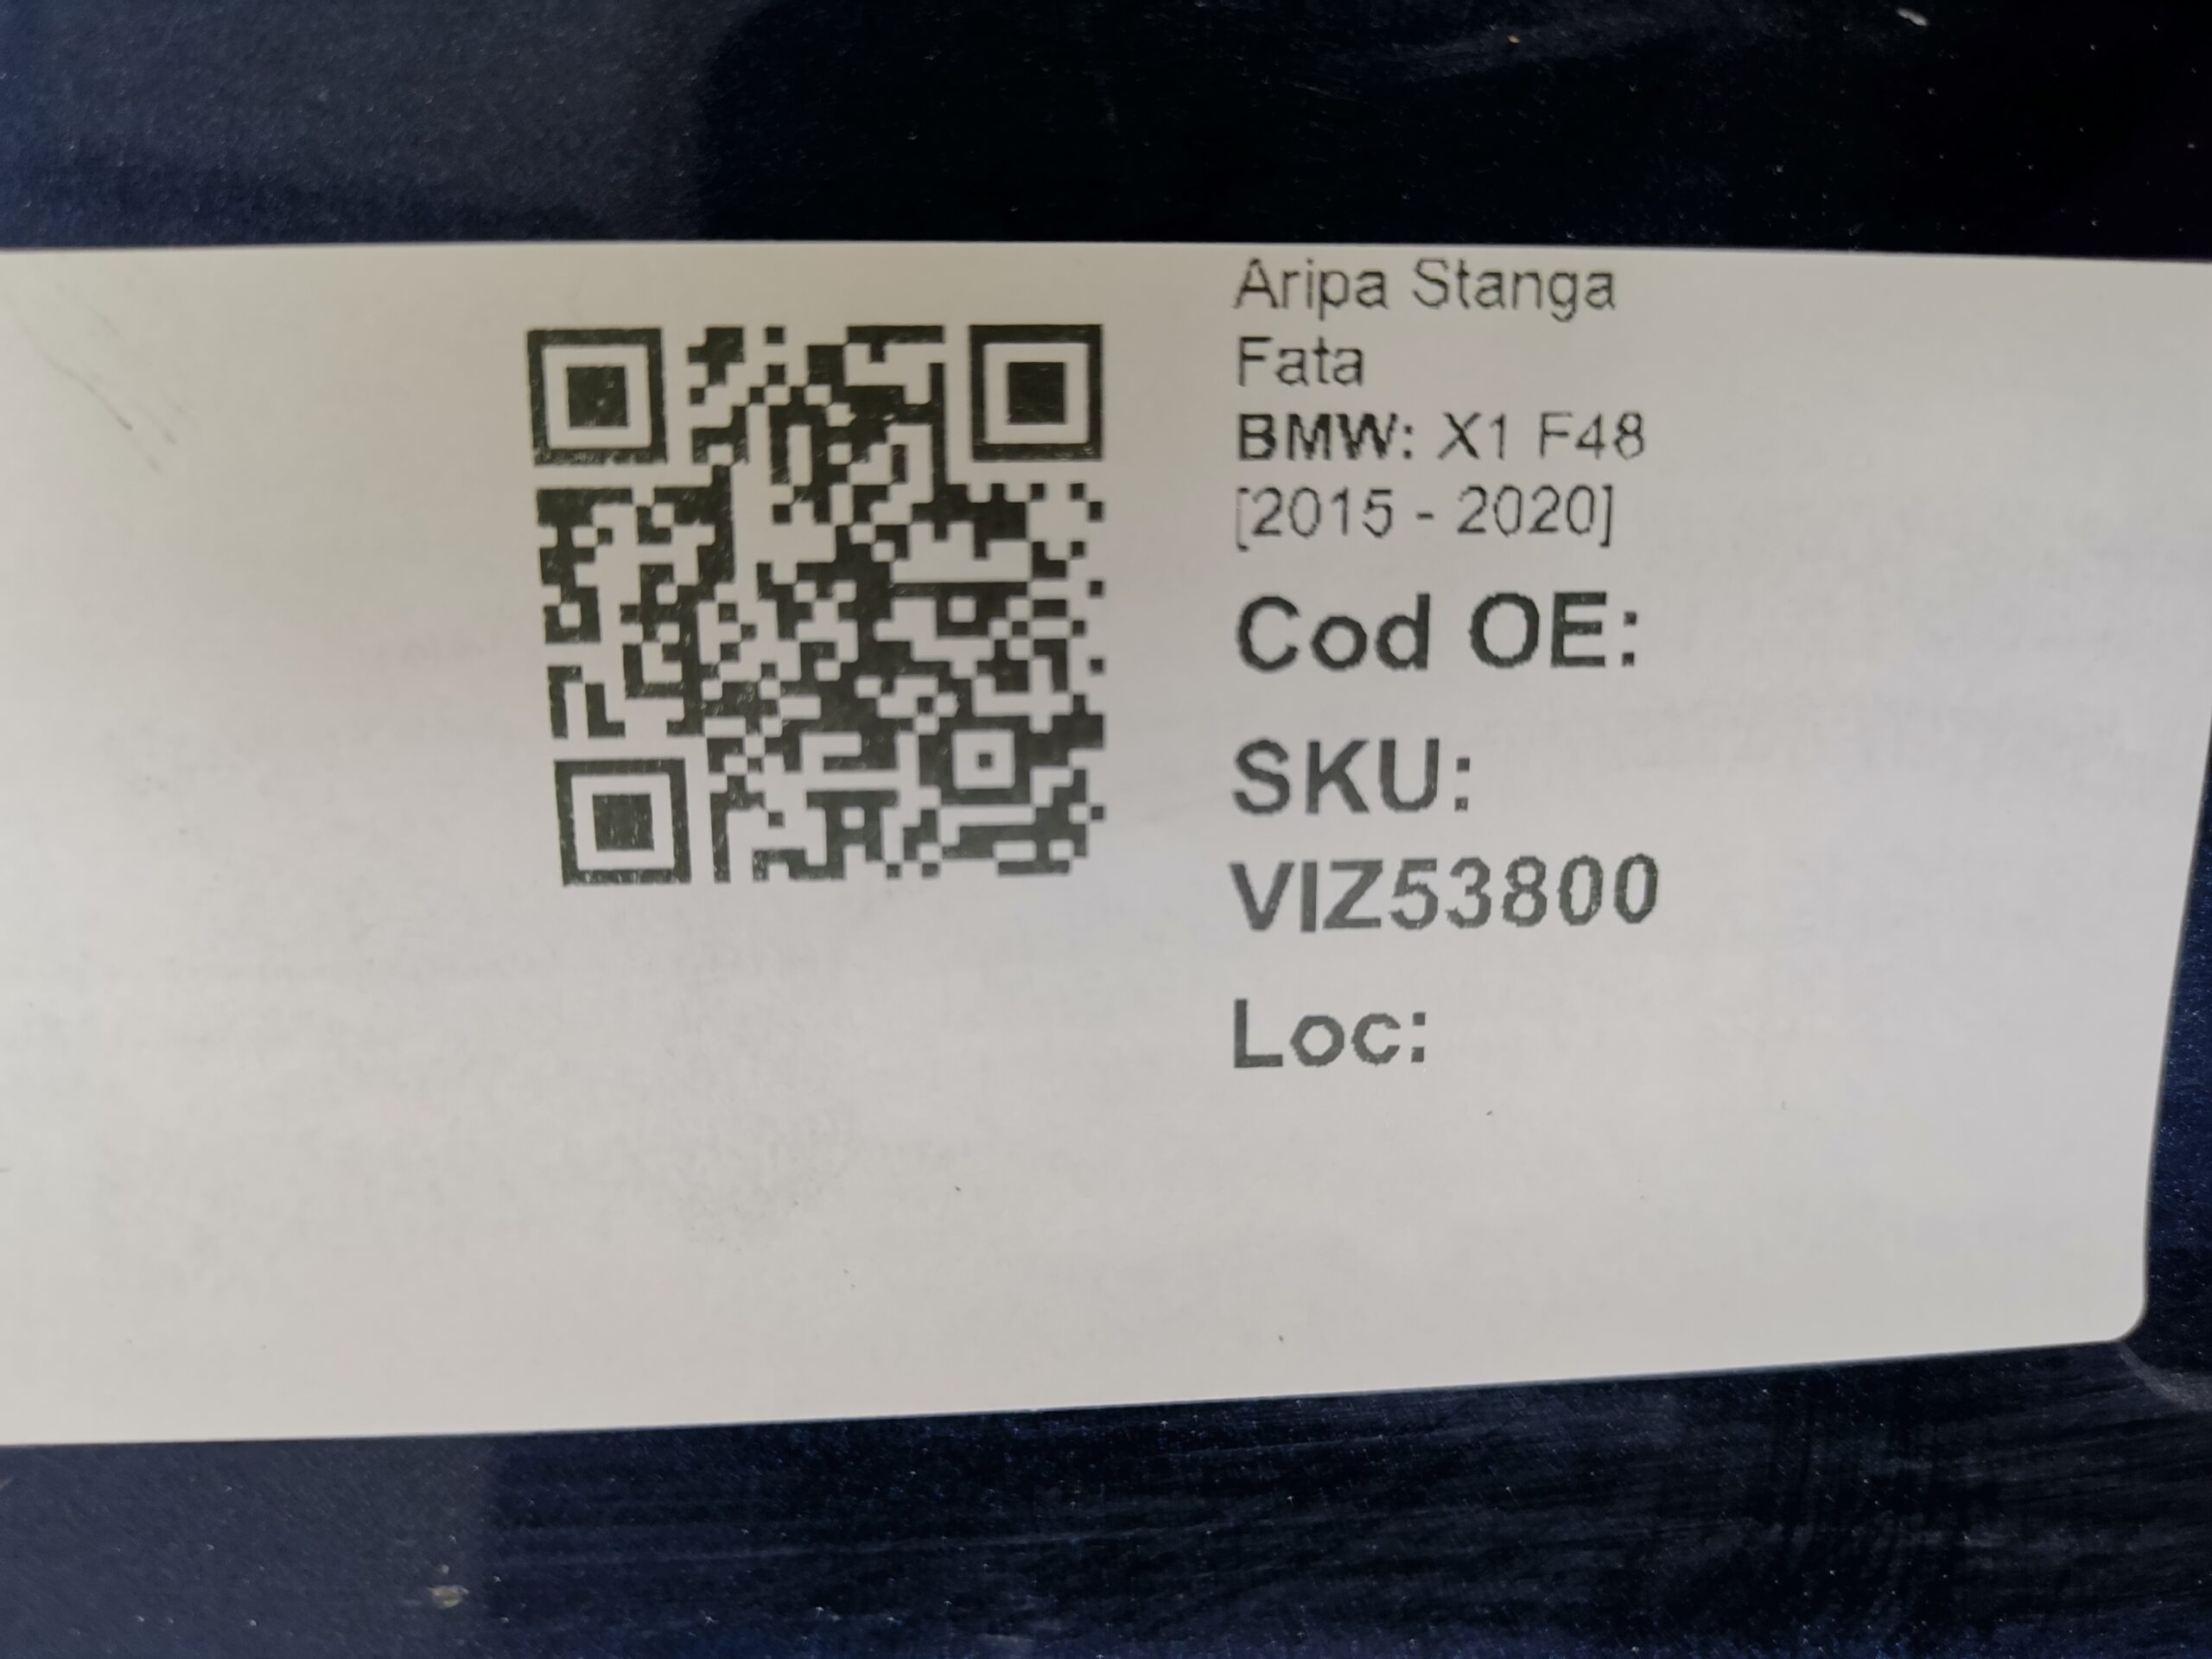 Aripa Stanga
Fata
BMW: X1 F48
[2015 - 2020]
Cod OE:
SKU:
VIZ53800
Loc: